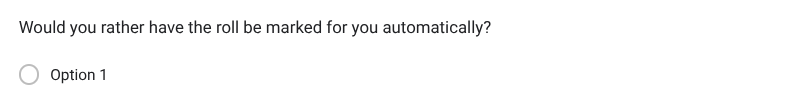 Would you rather have the roll be marked for you automatically?
Option 1